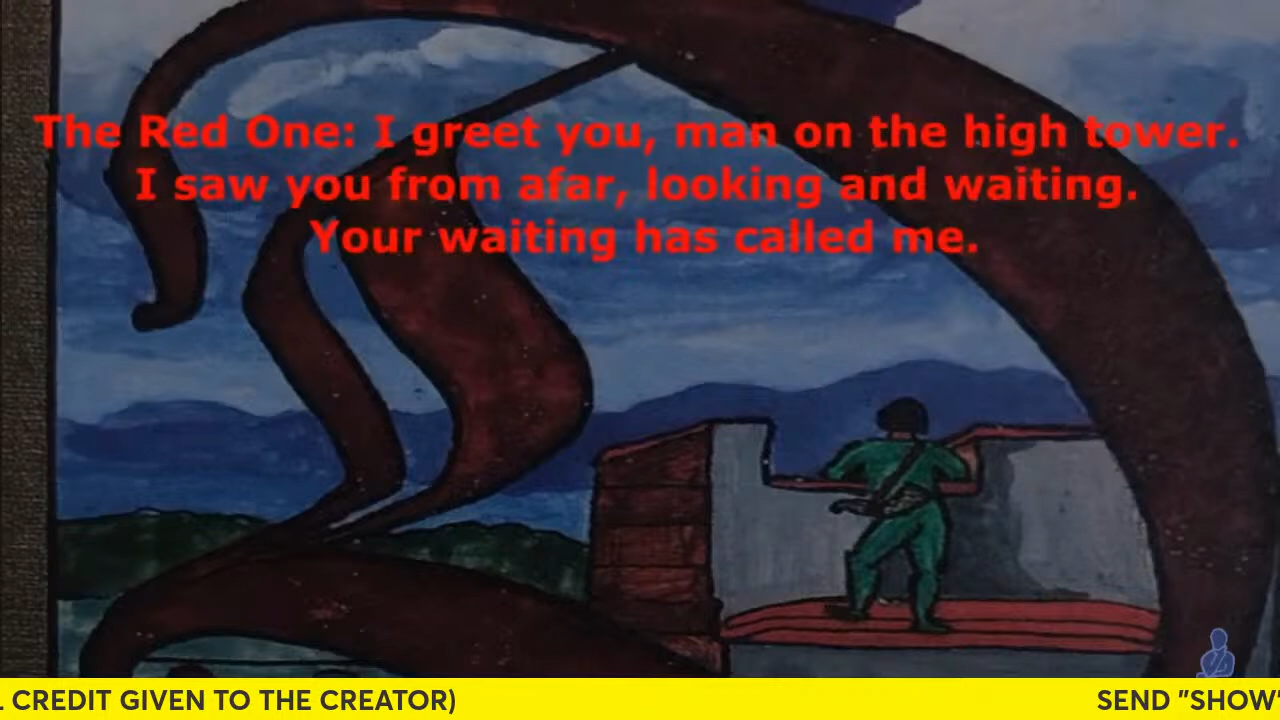 The Red One: I greet you, man on the high tower.
I saw you from afar, looking and waiting.
Your waiting has called me.
CREDIT GIVEN TO THE CREATOR)
SEND "SHOW"